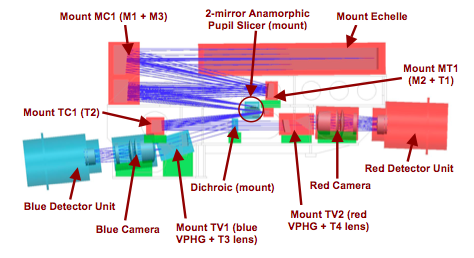 Mount MC1 (M1 + M3)
2-mirror Anamorphic
Pupil Slicer (mount)
Mount Echelle
Mount MT1
(M2 + T1)
Mount TC1 (T2)
Dichroic (mount)
Red Camera
Red Detector Unit
Blue Detector Unit
Blue Camera
Mount TV1 (blue
VPHG + T3 lens)
Mount TV2 (red
VPHG + T4 lens)